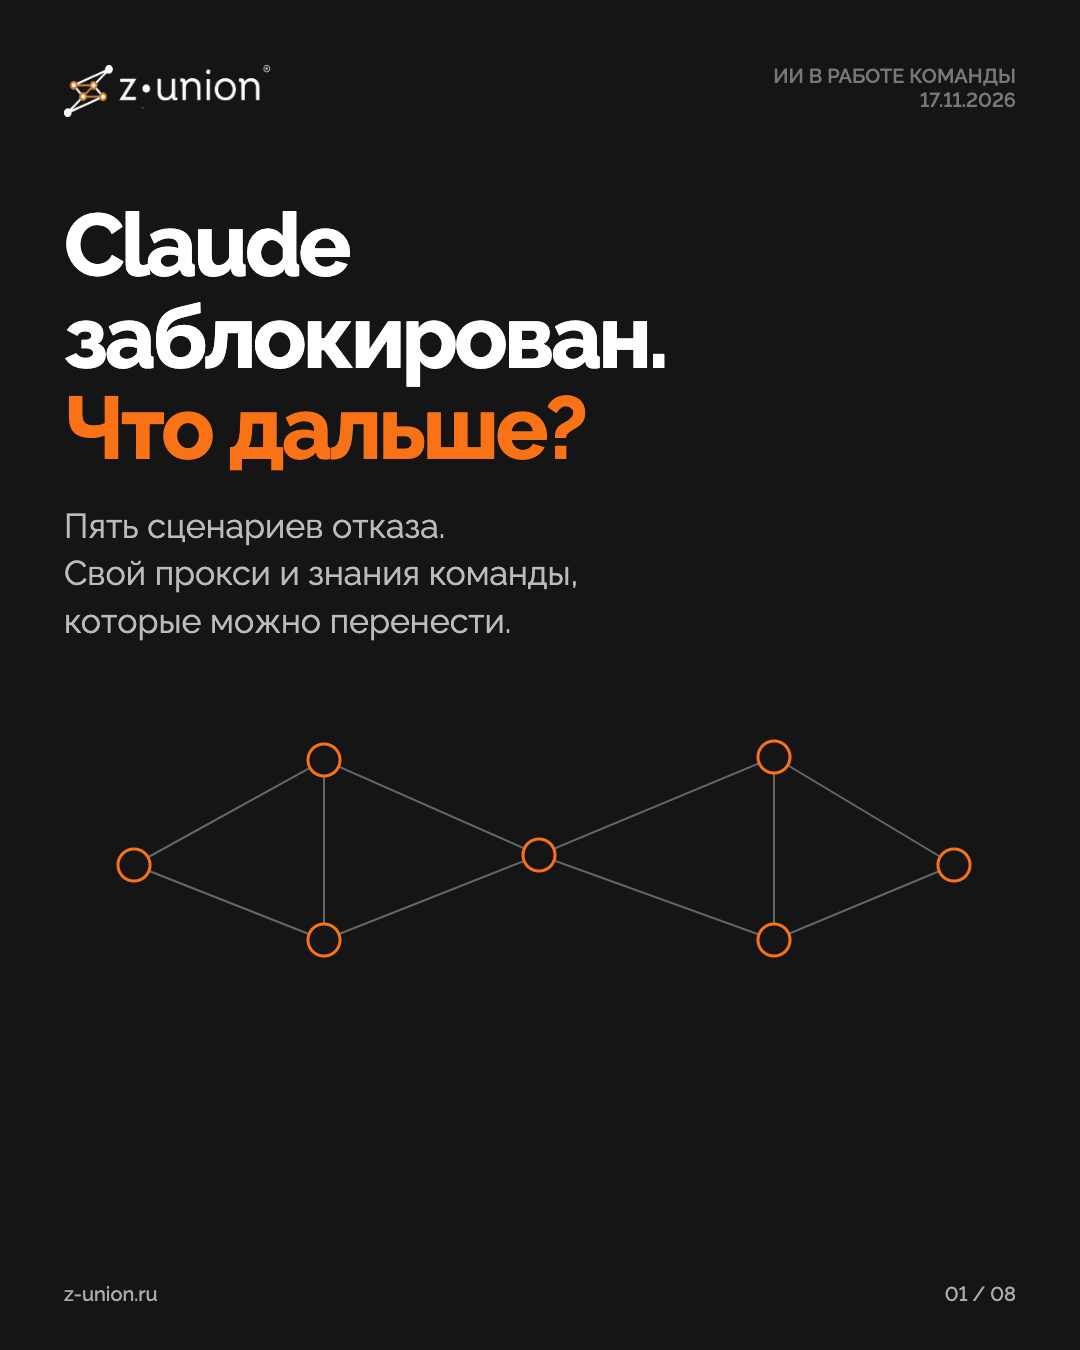 z·union®
ИИ В РАБОТЕ КОМАНДЫ
17.11.2026
Claude
заблокирован.
Что дальше?
Пять сценариев отказа.
Свой прокси и знания команды,
которые можно перенести.
z-union.ru
01 / 08